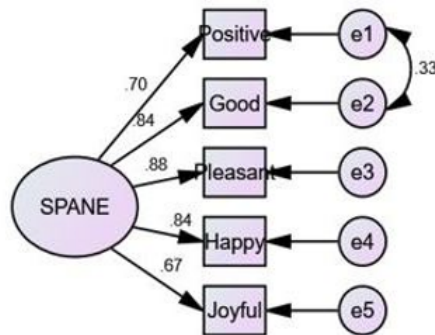 Positive
e1
.70
.33
Good
e2
.84
.88
Pleasant
e3
SPANE
.84
Happy
e4
.67
Joyful
e5